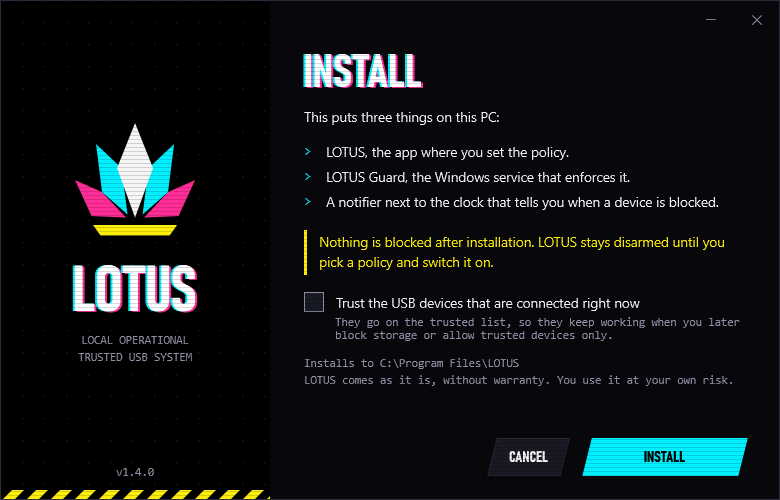 INSTALL
This puts three things on this PC:
> LOTUS, the app where you set the policy.
> LOTUS Guard, the Windows service that enforces it.
> A notifier next to the clock that tells you when a device is blocked.
Nothing is blocked after installation. LOTUS stays disarmed until you
pick a policy and switch it on.
Trust the USB devices that are connected right now
They go on the trusted list, so they keep working when you later
block storage or allow trusted devices only.
Installs to C:\Program Files\LOTUS
LOTUS comes as it is, without warranty. You use it at your own risk.
CANCEL
INSTALL
LOTUS
LOCAL OPERATIONAL
TRUSTED USB SYSTEM
v1.4.0